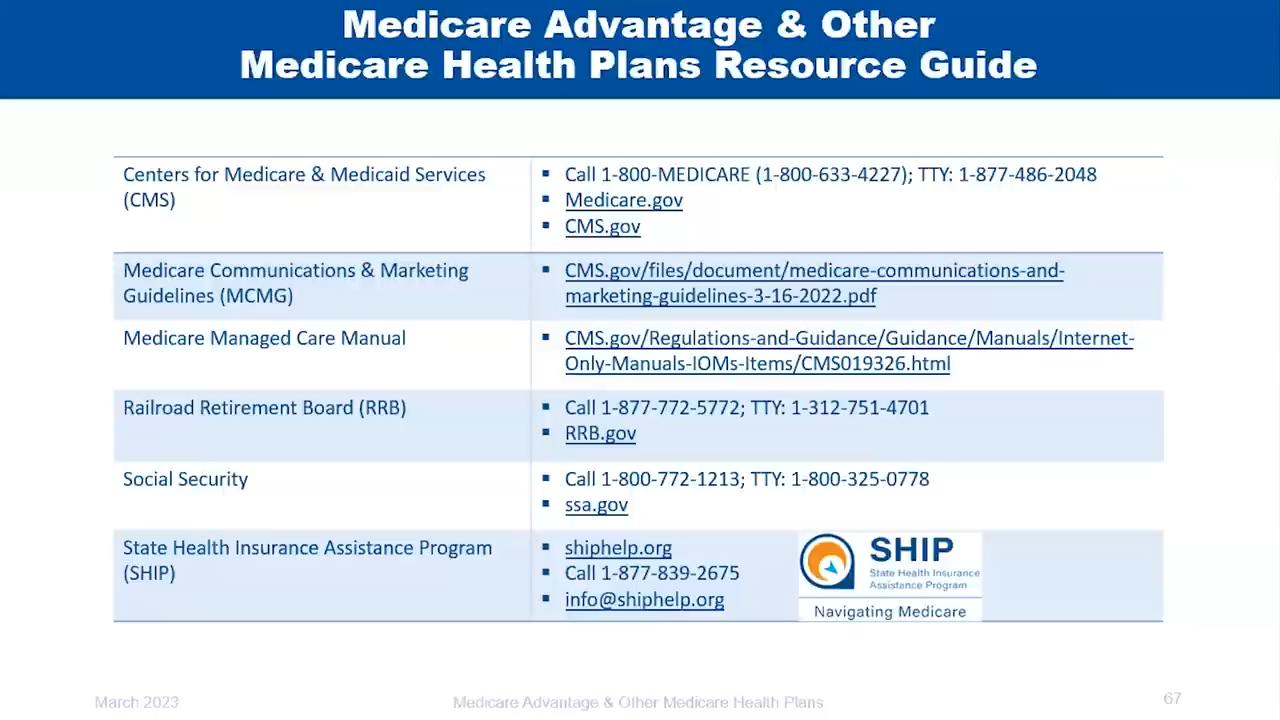 Medicare Advantage & Other
Medicare Health Plans Resource Guide
Centers for Medicare & Medicaid Services
(CMS)
▪ Call 1-800-MEDICARE (1-800-633-4227); TTY: 1-877-486-2048
▪ Medicare.gov
▪ CMS.gov
Medicare Communications & Marketing
Guidelines (MCMG)
▪ CMS.gov/files/document/medicare-communications-and-
marketing-guidelines-3-16-2022.pdf
Medicare Managed Care Manual
▪ CMS.gov/Regulations-and-Guidance/Guidance/Manuals/Internet-
Only-Manuals-IOMs-Items/CMS019326.html
Railroad Retirement Board (RRB)
▪ Call 1-877-772-5772; TTY: 1-312-751-4701
▪ RRB.gov
Social Security
▪ Call 1-800-772-1213; TTY: 1-800-325-0778
▪ ssa.gov
State Health Insurance Assistance Program
(SHIP)
▪ shiphelp.org
▪ Call 1-877-839-2675
▪ info@shiphelp.org
SHIP
State Health Insurance
Assistance Program
Navigating Medicare
March 2023
Medicare Advantage & Other Medicare Health Plans
67